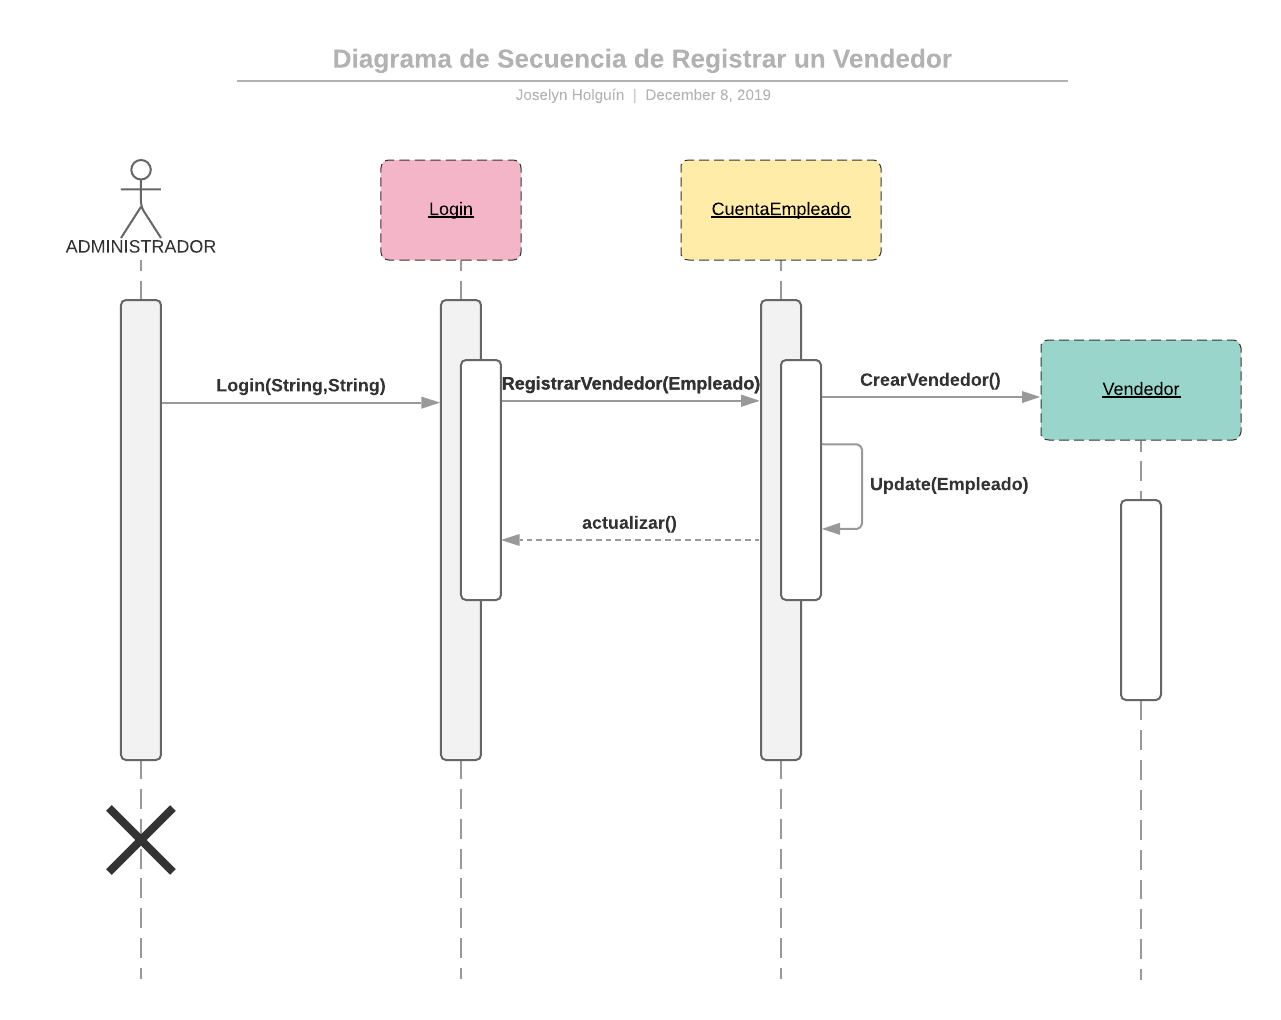 Diagrama de Secuencia de Registrar un Vendedor
Joselyn Holguín | December 8, 2019
ADMINISTRADOR
Login
CuentaEmpleado
Vendedor
Login(String,String)
RegistrarVendedor(Empleado)
CrearVendedor()
Update(Empleado)
actualizar()